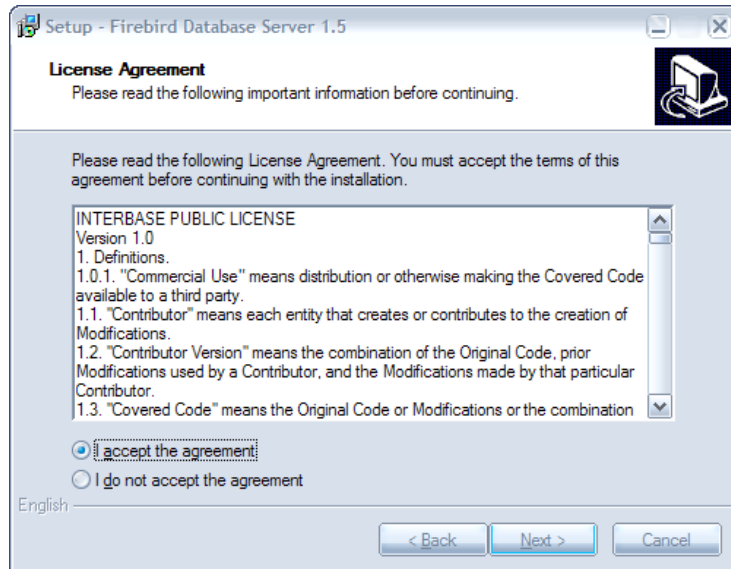 Setup - Firebird Database Server 1.5
License Agreement
Please read the following important information before continuing.
Please read the following License Agreement. You must accept the terms of this
agreement before continuing with the installation.
INTERBASE PUBLIC LICENSE
Version 1.0
1. Definitions.
1.0.1. "Commercial Use" means distribution or otherwise making the Covered Code
available to a third party.
1.1. "Contributor" means each entity that creates or contributes to the creation of
Modifications.
1.2. "Contributor Version" means the combination of the Original Code, prior
Modifications used by a Contributor, and the Modifications made by that particular
Contributor.
1.3. "Covered Code" means the Original Code or Modifications or the combination
I accept the agreement
I do not accept the agreement
English
< Back Next > Cancel